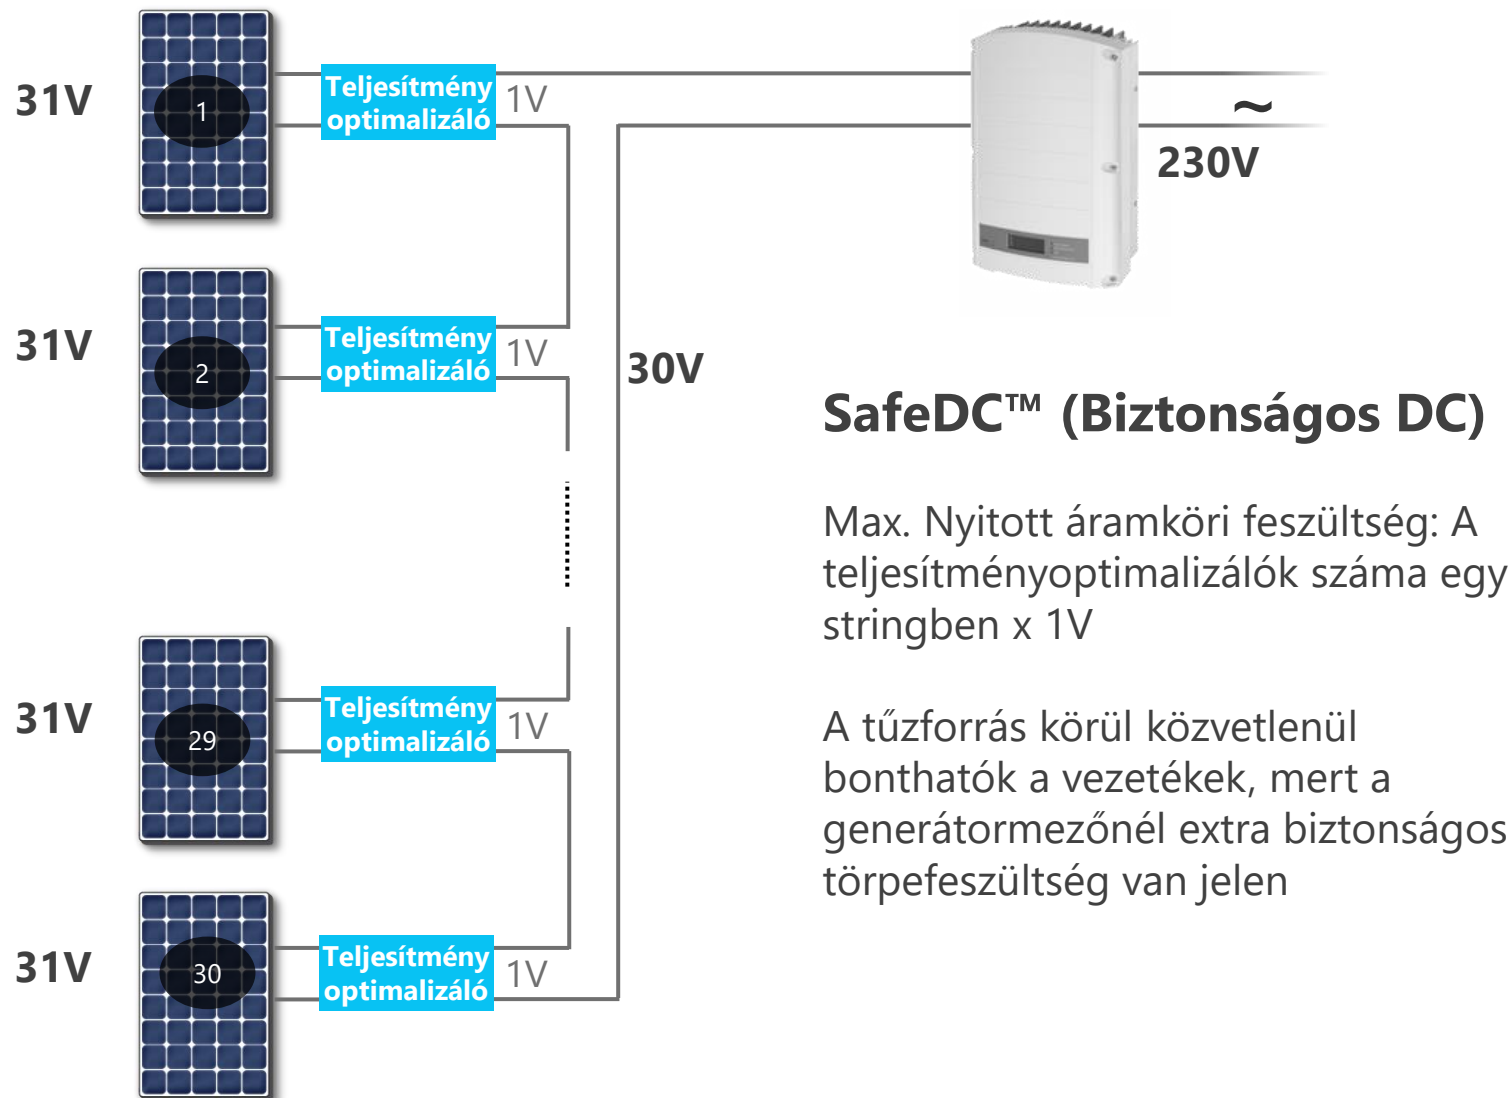 31V
1
Teljesítmény
optimalizáló
1V
~
230V
31V
2
Teljesítmény
optimalizáló
1V
30V
SafeDC™ (Biztonságos DC)
Max. Nyitott áramköri feszültség: A
teljesítményoptimalizálók száma egy
stringben x 1V
A tűzforrás körül közvetlenül
bonthatók a vezetékek, mert a
generátormezőnél extra biztonságos
törpefeszültség van jelen
31V
29
Teljesítmény
optimalizáló
1V
31V
30
Teljesítmény
optimalizáló
1V